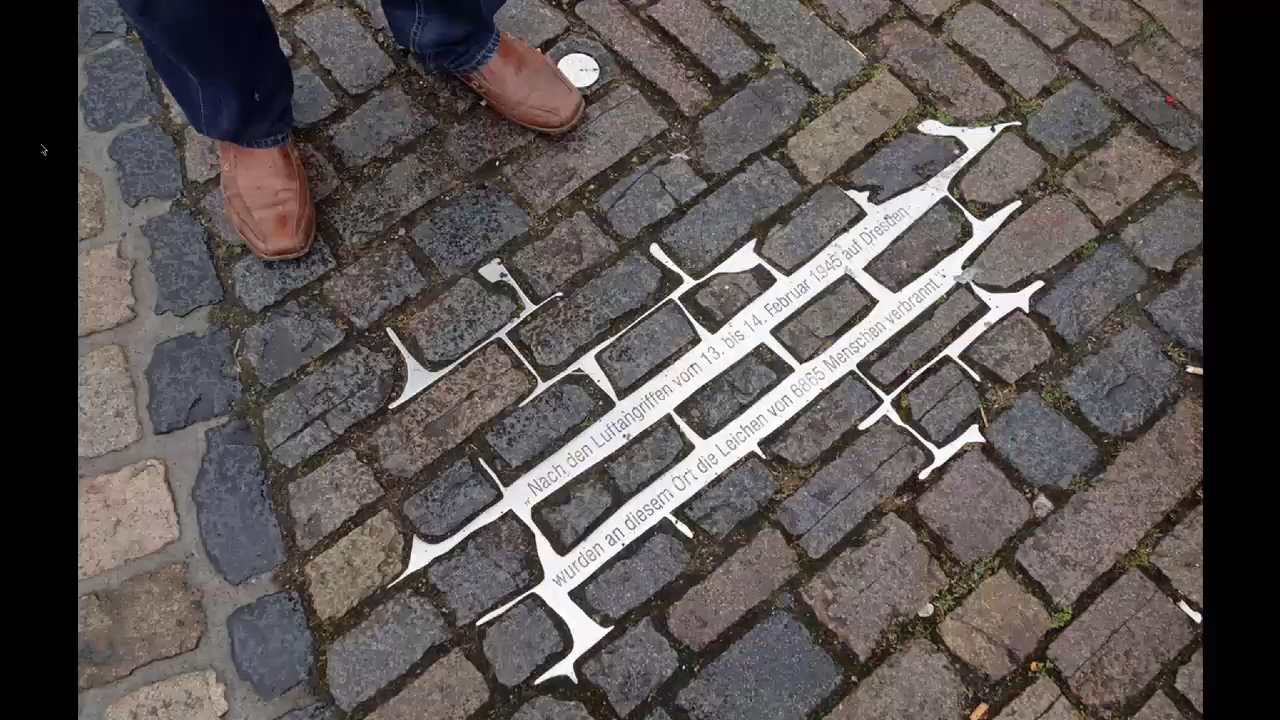 „Nach den Luftangriffen vom 13. bis 14. Februar 1945 auf Dresden
wurden an diesem Ort die Leichen von 6865 Menschen verbrannt.“